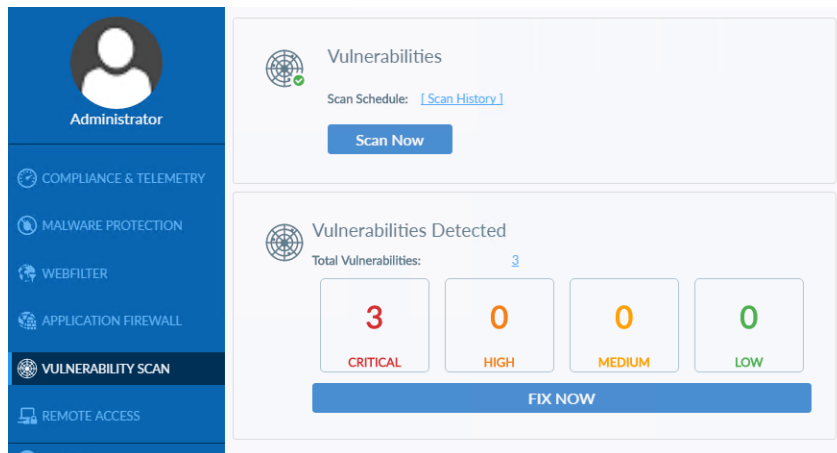 Administrator
COMPLIANCE & TELEMETRY
MALWARE PROTECTION
WEBFILTER
APPLICATION FIREWALL
VULNERABILITY SCAN
REMOTE ACCESS
Vulnerabilities
Scan Schedule: [ Scan History ]
Scan Now
Vulnerabilities Detected
Total Vulnerabilities: 3
3 0 0 0
CRITICAL HIGH MEDIUM LOW
FIX NOW